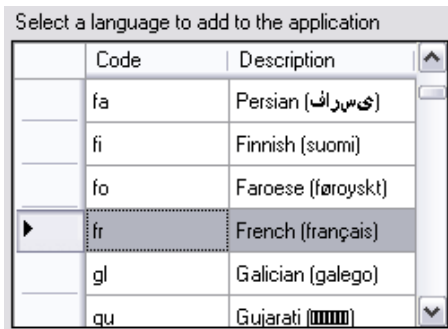 Select a language to add to the application
Code Description
fa Persian (ىسراف)
fi Finnish (suomi)
fo Faroese (føroyskt)
fr French (français)
gl Galician (galego)
gu Gujarati